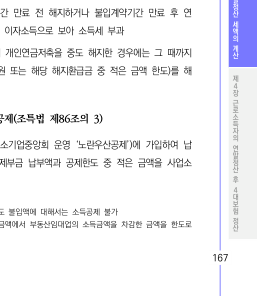 간 만료 전 해지하거나 불입계약기간 만료 후 연
이자소득으로 보아 소득세 부과
개인연금저축을 중도 해지한 경우에는 그 때까지
원 또는 해당 해지환급금 중 적은 금액 한도)를 해
공제(조특법 제86조의 3)
소기업중앙회 운영 '노란우산공제')에 가입하여 납
제부금 납부액과 공제한도 중 적은 금액을 사업소
도 불입액에 대해서는 소득공제 불가
금액에서 부동산임대업의 소득금액을 차감한 금액을 한도로
167
세액의 계산
제4장 근로소득자의 연말정산 후 4대보험 정산